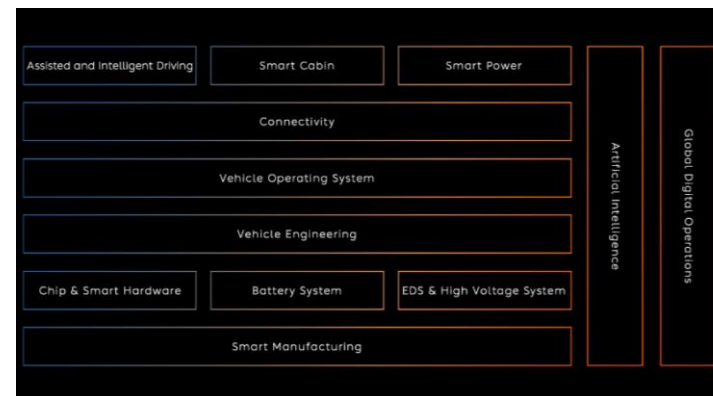 Assisted and Intelligent Driving
Smart Cabin
Smart Power
Connectivity
Vehicle Operating System
Vehicle Engineering
Chip & Smart Hardware
Battery System
EDS & High Voltage System
Smart Manufacturing
Artificial Intelligence
Global Digital Operations